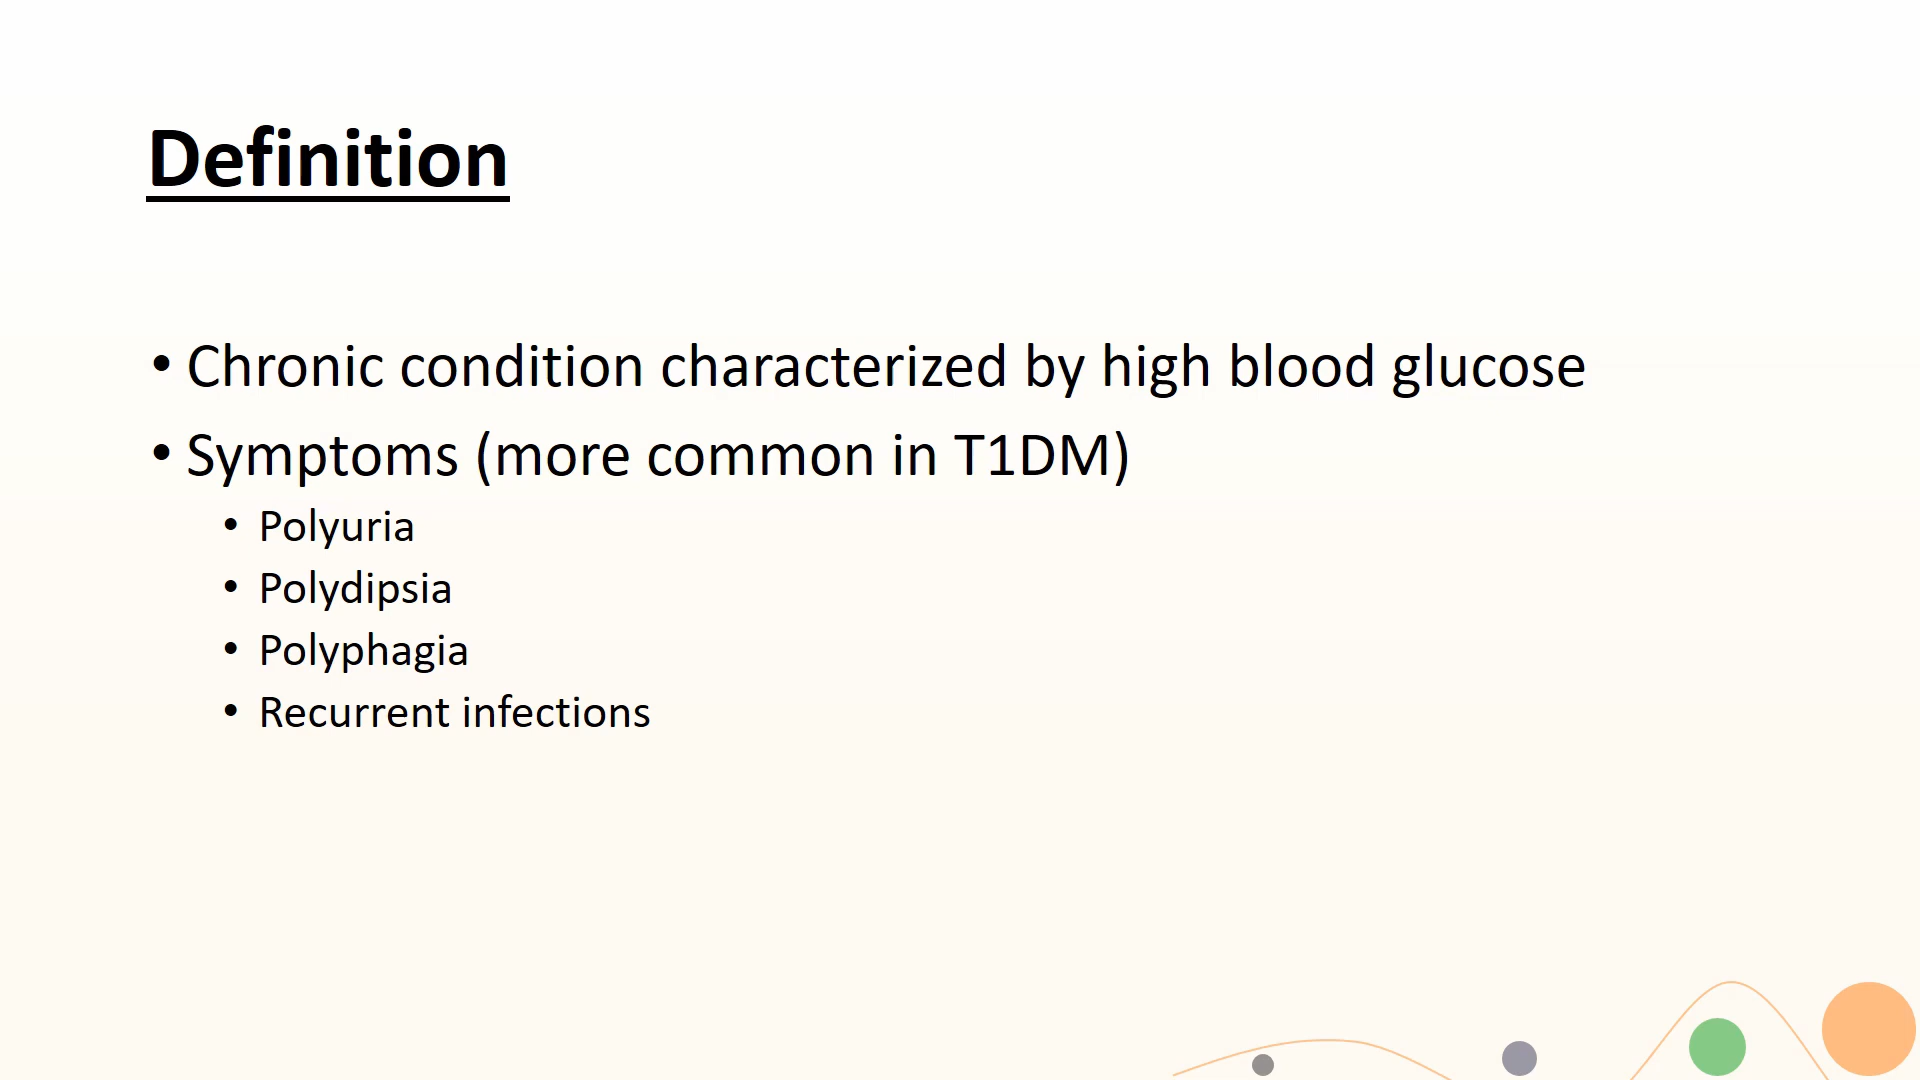 Definition
• Chronic condition characterized by high blood glucose
• Symptoms (more common in T1DM)
• Polyuria
• Polydipsia
• Polyphagia
• Recurrent infections